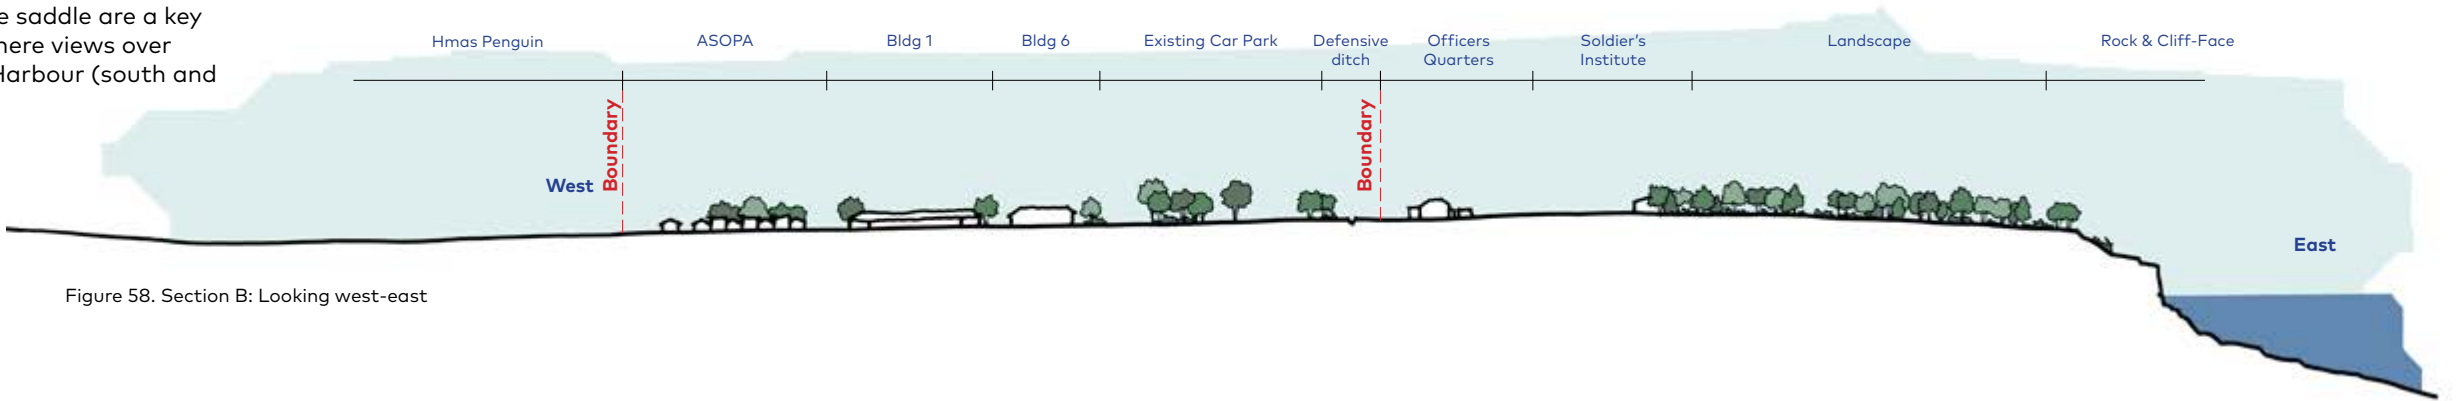 e saddle are a key
here views over
Harbour (south and
Hmas Penguin
ASOPA
Bldg 1
Bldg 6
Existing Car Park
Defensive
ditch
Officers
Quarters
Soldier's
Institute
Landscape
Rock & Cliff-Face
Boundary
Boundary
West
East
Figure 58. Section B: Looking west-east